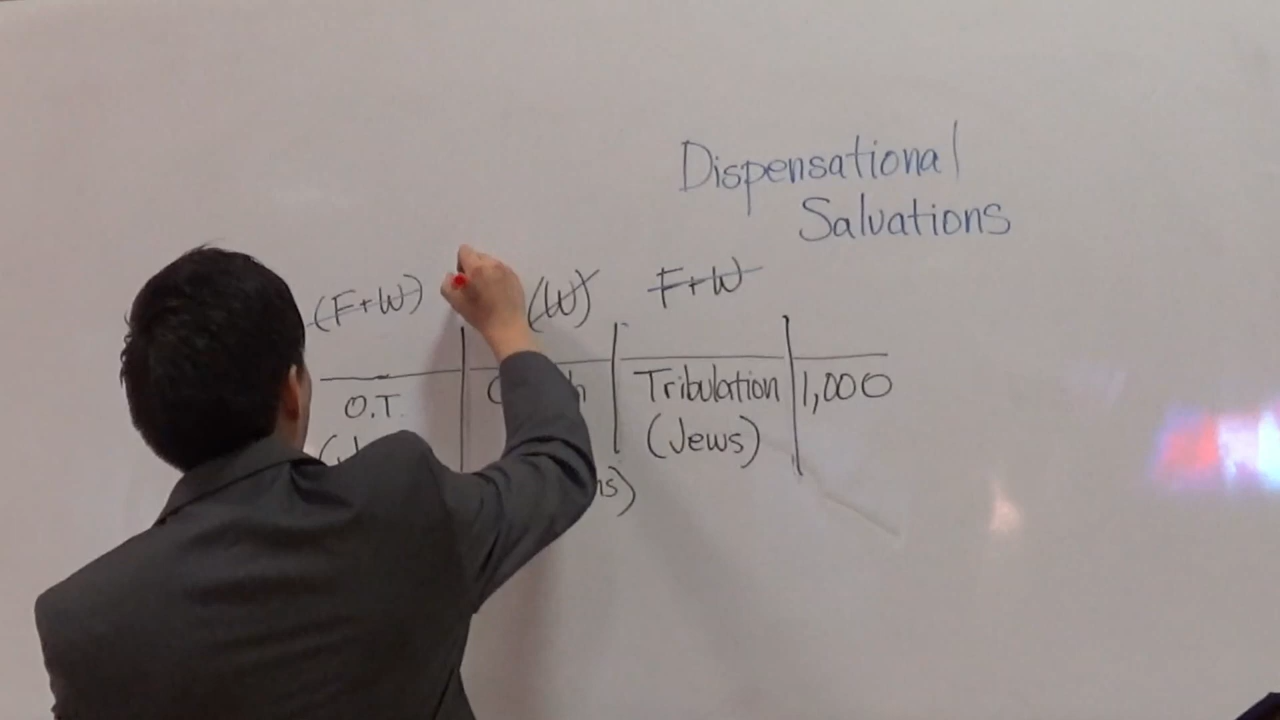 Dispensational
Salvations
(F+W) (W) F+W
O.T. Tribulation 1,000
(Jews)